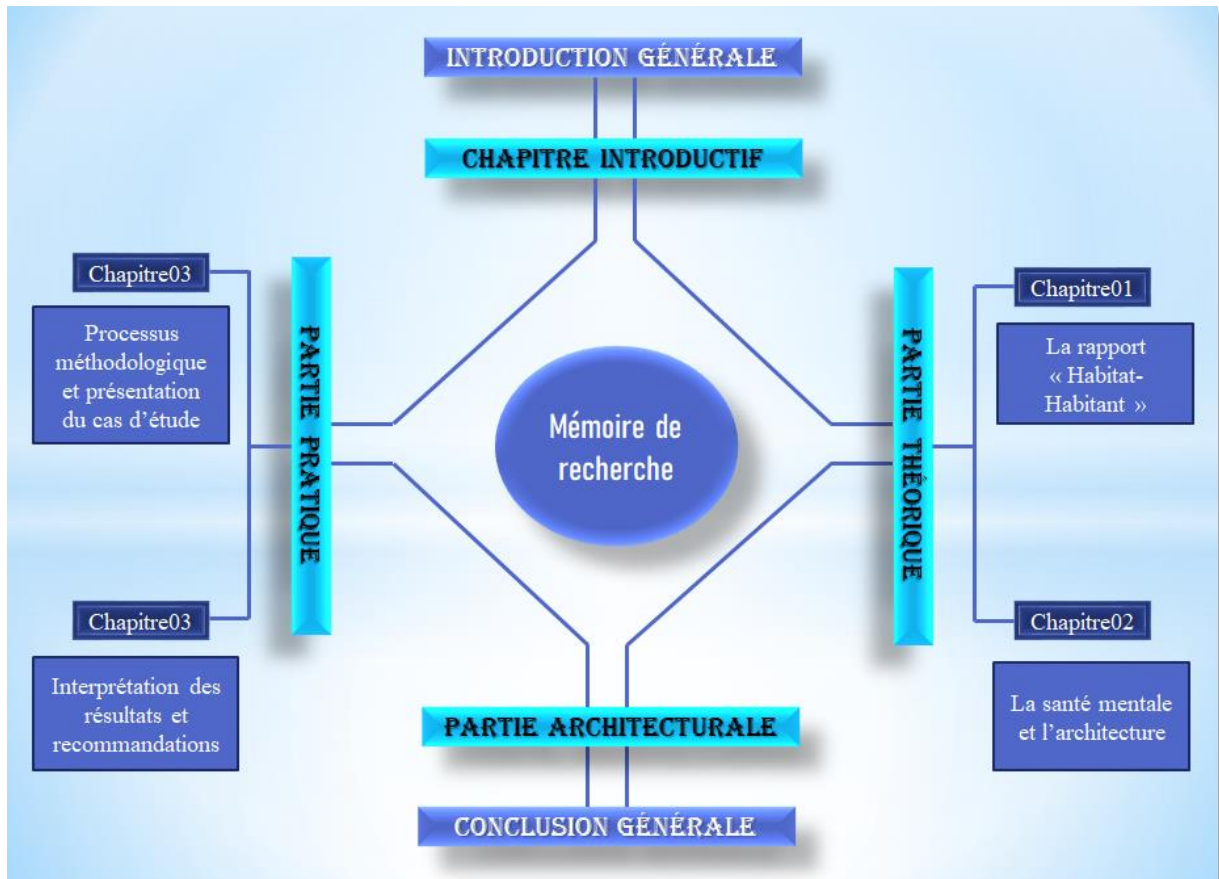 INTRODUCTION GÉNÉRALE
CHAPITRE INTRODUCTIF
Chapitre03
Processus
méthodologique
et présentation
du cas d’étude
PARTIE PRATIQUE
Chapitre03
Interprétation des
résultats et
recommandations
Mémoire de
recherche
PARTIE THÉORIQUE
Chapitre01
La rapport
« Habitat-
Habitant »
Chapitre02
La santé mentale
et l’architecture
PARTIE ARCHITECTURALE
CONCLUSION GÉNÉRALE